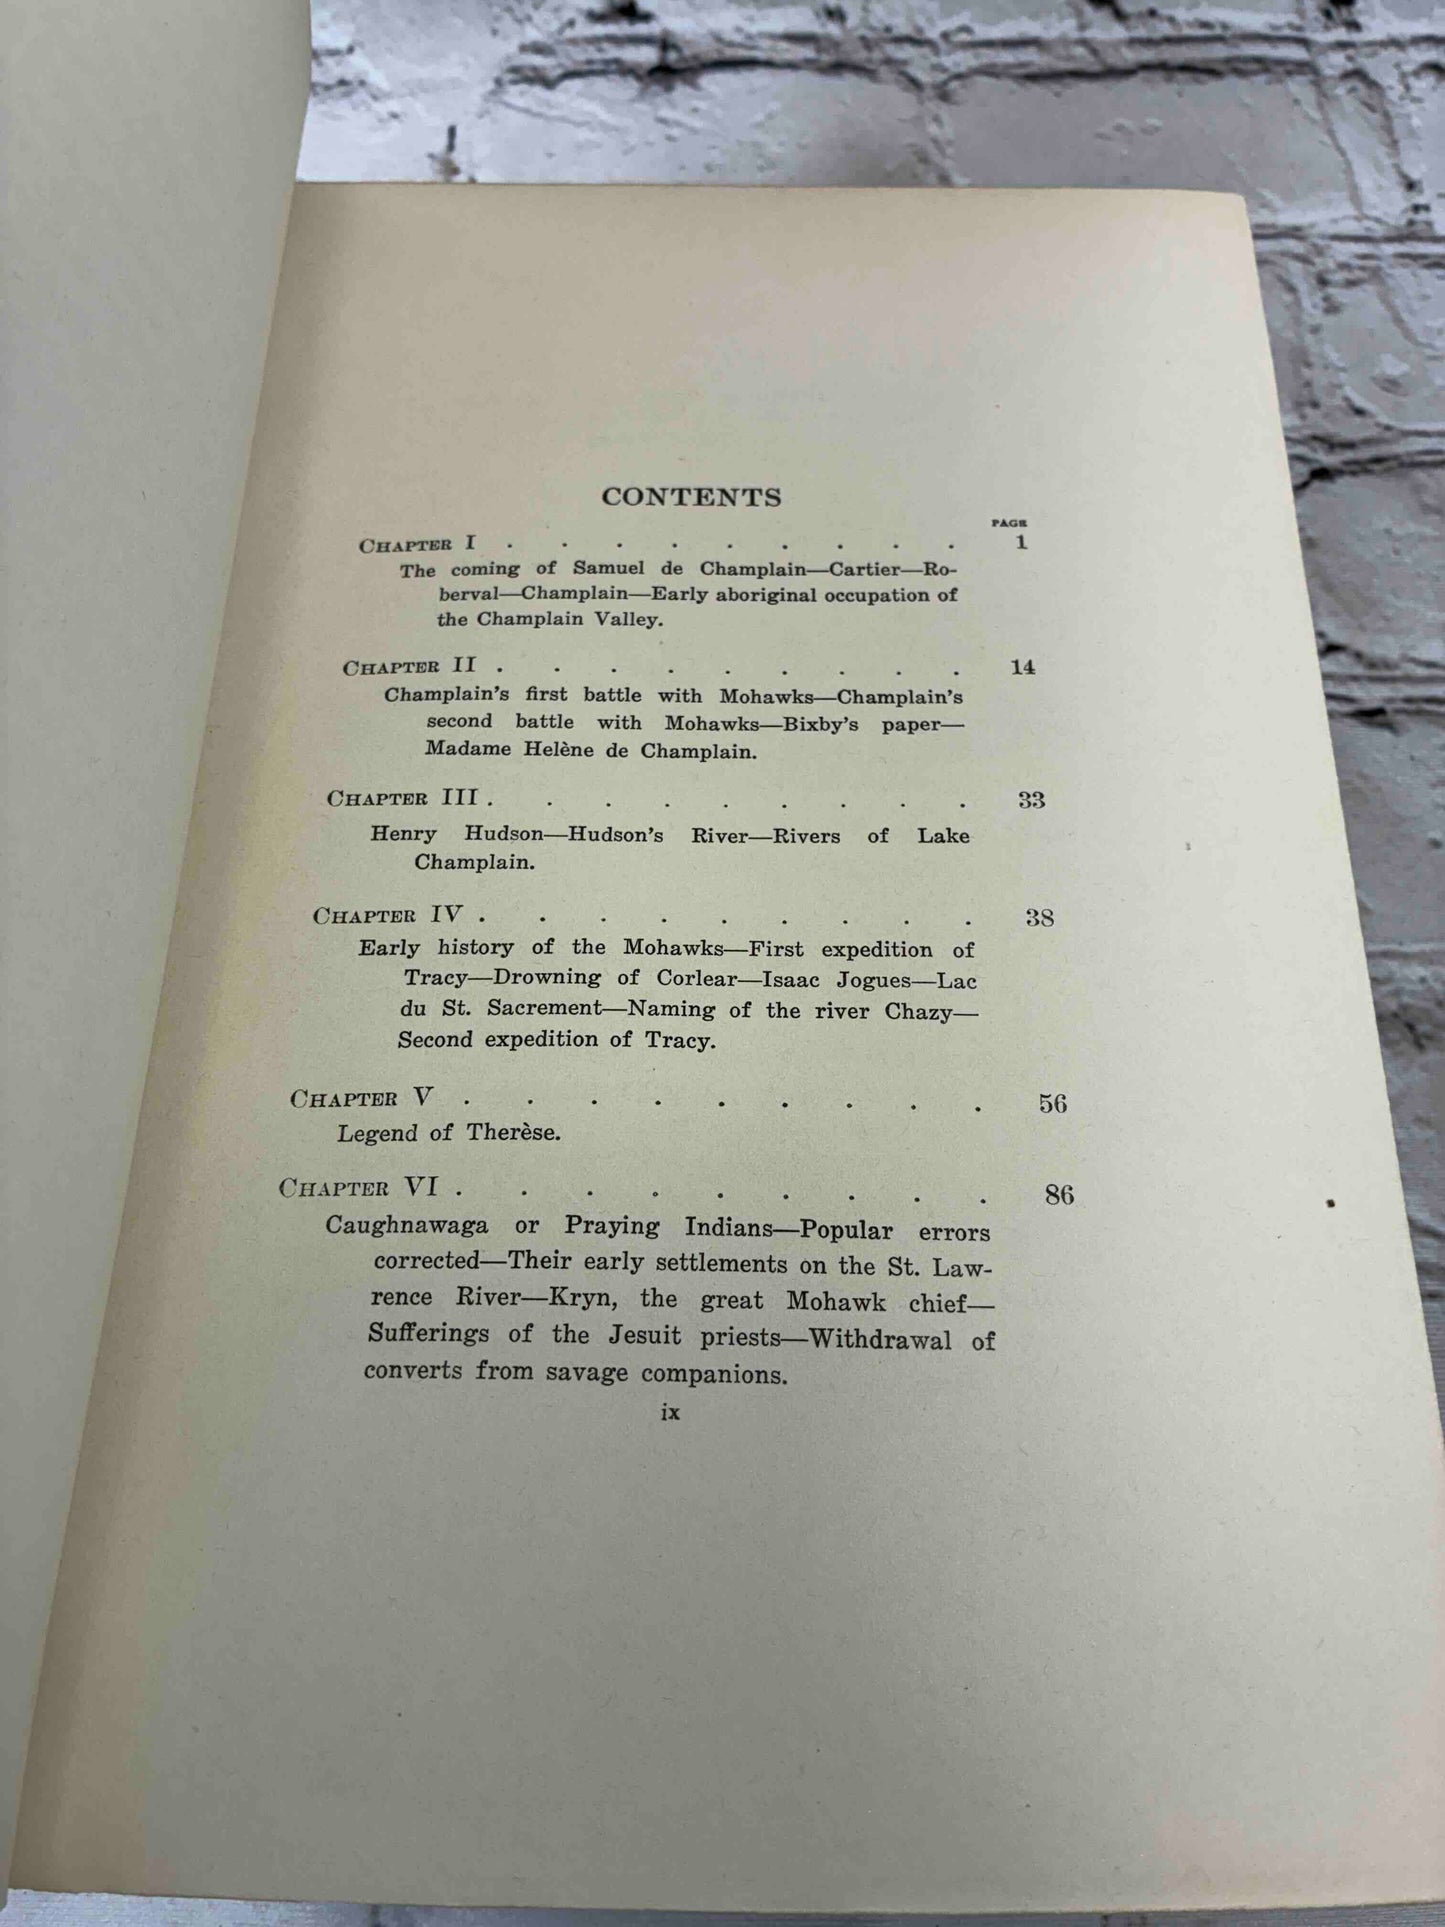 CONTENTS
PAGE
CHAPTER I . . . . . . . . . 1
The coming of Samuel de Champlain—Cartier—Ro-
berval—Champlain—Early aboriginal occupation of
the Champlain Valley.
CHAPTER II . . . . . . . . . 14
Champlain's first battle with Mohawks—Champlain's
second battle with Mohawks—Bixby's paper—
Madame Helène de Champlain.
CHAPTER III . . . . . . . . . 33
Henry Hudson—Hudson's River—Rivers of Lake
Champlain.
CHAPTER IV . . . . . . . . . 38
Early history of the Mohawks—First expedition of
Tracy—Drowning of Corlear—Isaac Jogues—Lac
du St. Sacrement—Naming of the river Chazy—
Second expedition of Tracy.
CHAPTER V . . . . . . . . . 56
Legend of Therèse.
CHAPTER VI . . . . . . . . . 86
Caughnawaga or Praying Indians—Popular errors
corrected—Their early settlements on the St. Law-
rence River—Kryn, the great Mohawk chief—
Sufferings of the Jesuit priests—Withdrawal of
converts from savage companions.
ix